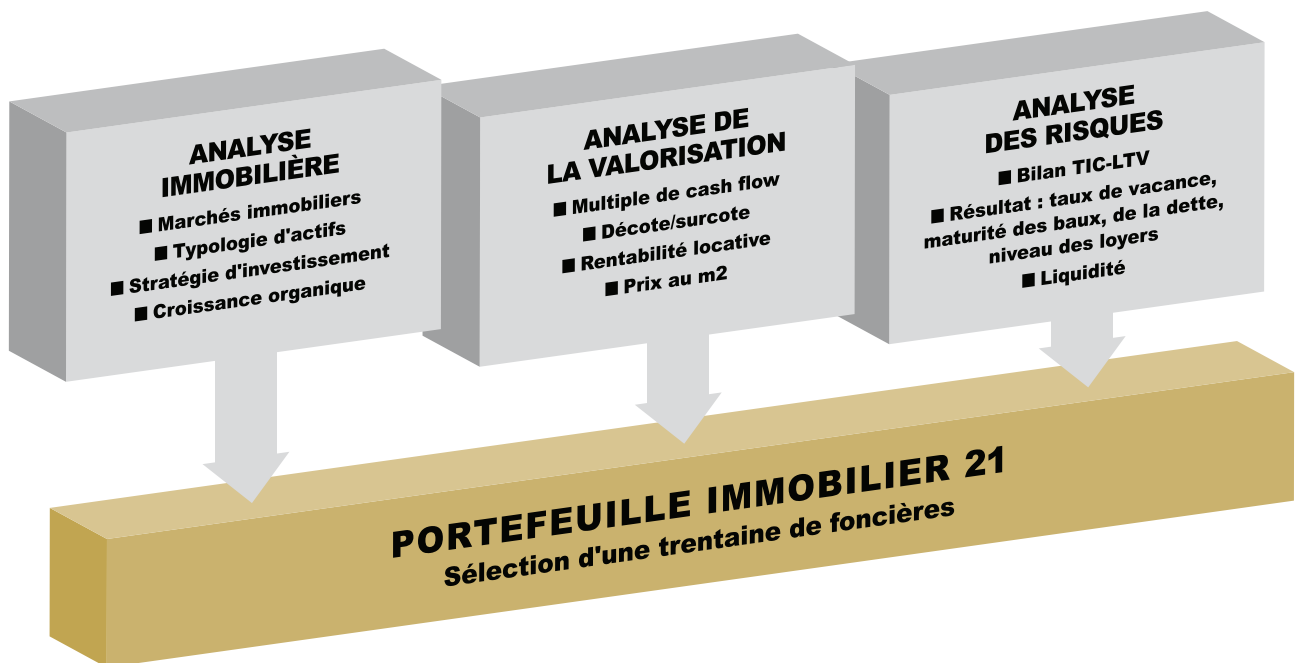 ANALYSE
IMMOBILIÈRE
■ Marchés immobiliers
■ Typologie d'actifs
■ Stratégie d'investissement
■ Croissance organique
ANALYSE DE
LA VALORISATION
■ Multiple de cash flow
■ Décote/surcote
■ Rentabilité locative
■ Prix au m2
ANALYSE
DES RISQUES
■ Bilan TIC-LTV
■ Résultat : taux de vacance,
maturité des baux, de la dette,
niveau des loyers
■ Liquidité
PORTEFEUILLE IMMOBILIER 21
Sélection d'une trentaine de foncières